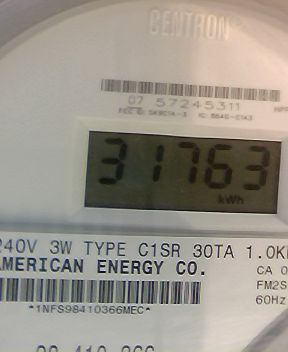 CENTRON
07 57245311
31763
kWh
240V 3W TYPE C1SR 30TA 1.0K
AMERICAN ENERGY CO.
CA 0
FM2S
60Hz
*1NFS98410366MEC*